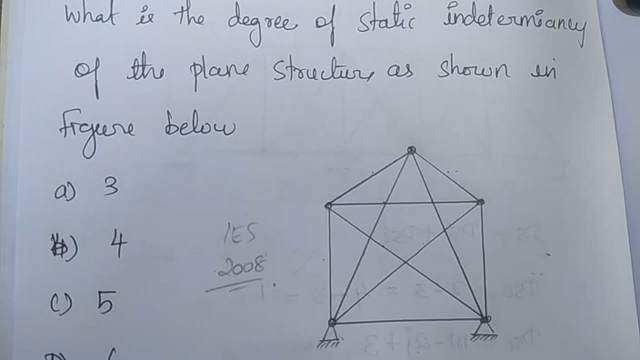 What is the degree of static indetermiancy
of the plane structure as shown in
figure below
a) 3
b) 4
IES
2008
c) 5